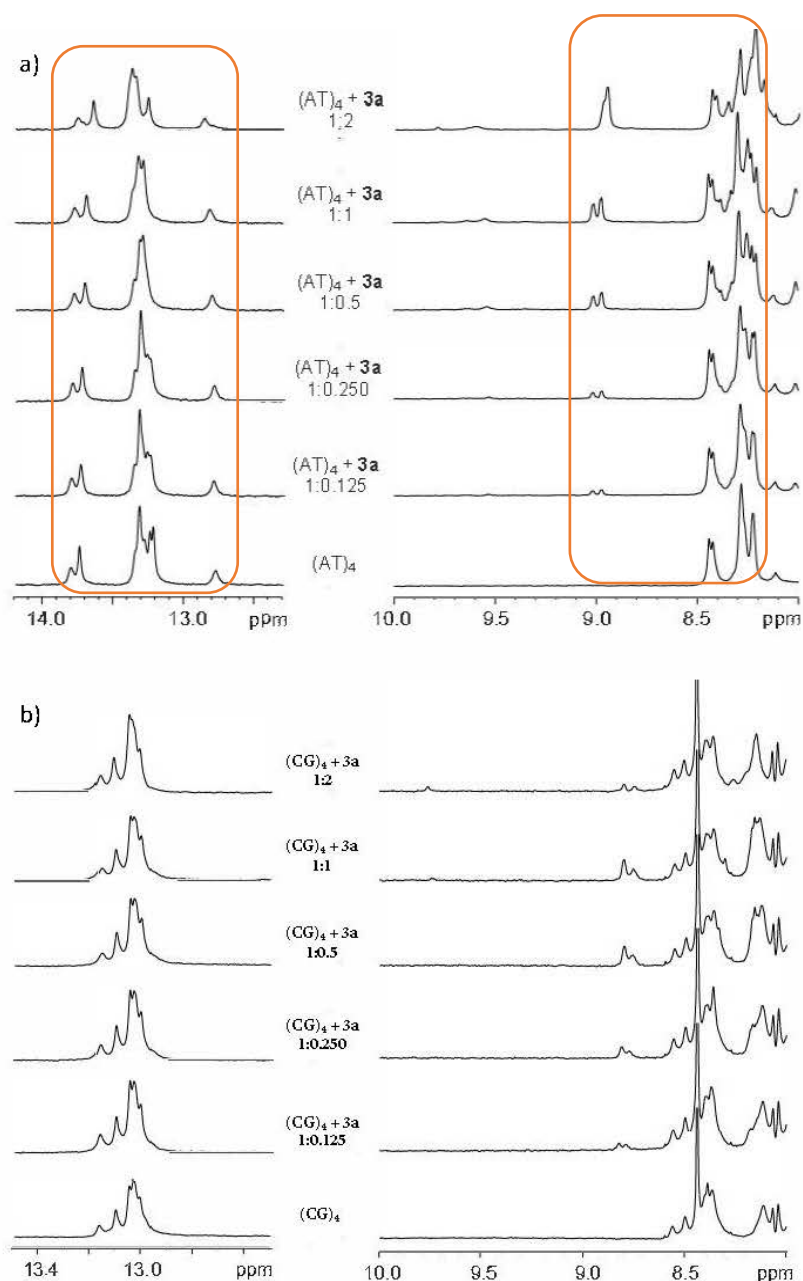 a)
(AT)₄ + 3a
1:2
(AT)₄ + 3a
1:1
(AT)₄ + 3a
1:0.5
(AT)₄ + 3a
1:0.250
(AT)₄ + 3a
1:0.125
(AT)₄
14.0 13.0 ppm
10.0 9.5 9.0 8.5 ppm
b)
(CG)₄ + 3a
1:2
(CG)₄ + 3a
1:1
(CG)₄ + 3a
1:0.5
(CG)₄ + 3a
1:0.250
(CG)₄ + 3a
1:0.125
(CG)₄
13.4 13.0 ppm
10.0 9.5 9.0 8.5 ppm